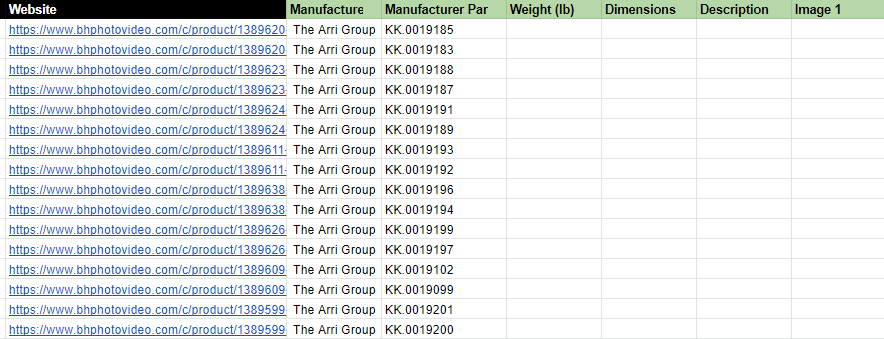 Website Manufacture Manufacturer Par Weight (lb) Dimensions Description Image 1
https://www.bhphotovideo.com/c/product/1389620- The Arri Group KK.0019185
https://www.bhphotovideo.com/c/product/1389620- The Arri Group KK.0019183
https://www.bhphotovideo.com/c/product/1389623- The Arri Group KK.0019188
https://www.bhphotovideo.com/c/product/1389623- The Arri Group KK.0019187
https://www.bhphotovideo.com/c/product/1389624- The Arri Group KK.0019191
https://www.bhphotovideo.com/c/product/1389624- The Arri Group KK.0019189
https://www.bhphotovideo.com/c/product/1389611- The Arri Group KK.0019193
https://www.bhphotovideo.com/c/product/1389611- The Arri Group KK.0019192
https://www.bhphotovideo.com/c/product/1389638- The Arri Group KK.0019196
https://www.bhphotovideo.com/c/product/1389638- The Arri Group KK.0019194
https://www.bhphotovideo.com/c/product/1389626- The Arri Group KK.0019199
https://www.bhphotovideo.com/c/product/1389626- The Arri Group KK.0019197
https://www.bhphotovideo.com/c/product/1389609- The Arri Group KK.0019102
https://www.bhphotovideo.com/c/product/1389609- The Arri Group KK.0019099
https://www.bhphotovideo.com/c/product/1389599- The Arri Group KK.0019201
https://www.bhphotovideo.com/c/product/1389599- The Arri Group KK.0019200